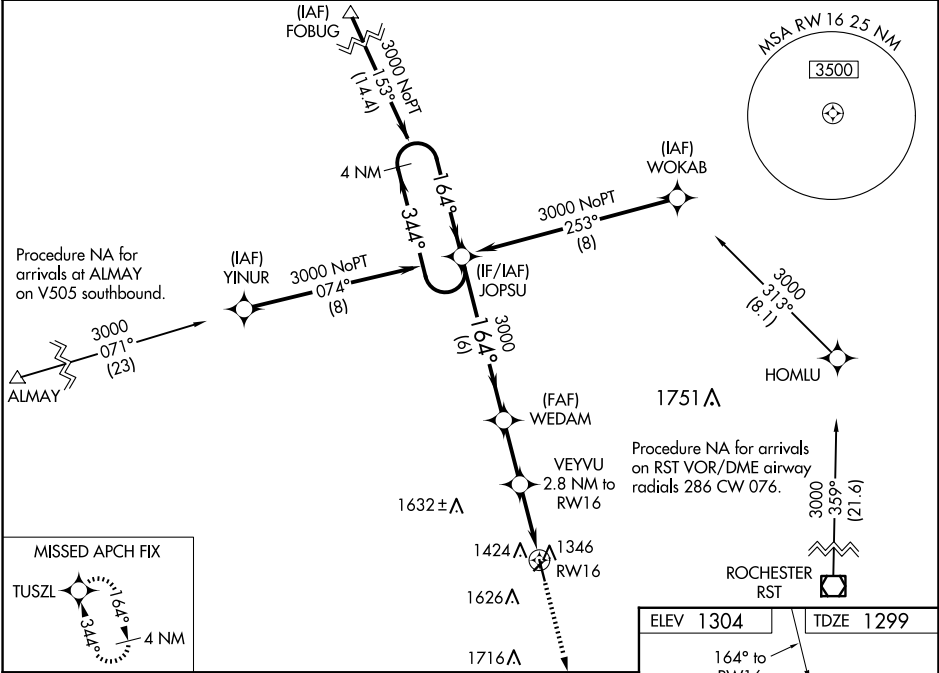 (IAF)
FOBUG
3000 NoPT
153°
(14.4)
MSA RW 16 25 NM
3500
4 NM
164°
344°
(IAF)
WOKAB
3000 NoPT
253°
(8)
Procedure NA for
arrivals at ALMAY
on V505 southbound.
(IAF)
YINUR
3000 NoPT
074°
(8)
(IF/IAF)
JOPSU
3000
313°
(8.1)
3000
071°
(23)
ALMAY
3000
164°
(6)
HOMLU
(FAF)
WEDAM
1751
Procedure NA for arrivals
on RST VOR/DME airway
radials 286 CW 076.
VEYVU
2.8 NM to
RW16
1632±
3000
359°
(21.6)
MISSED APCH FIX
TUSZL
164°
344°
4 NM
1424
1346
RW16
1626
ROCHESTER
RST
1716
ELEV 1304
TDZE 1299
164° to
RW16